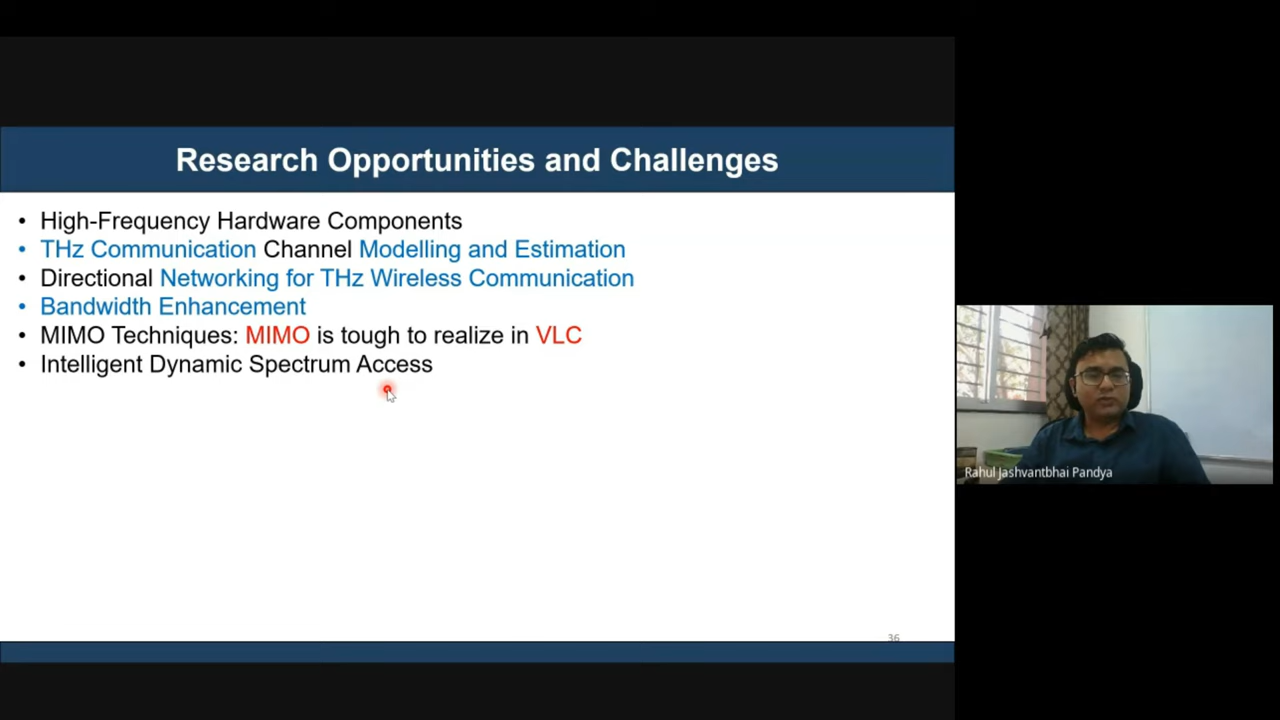 Research Opportunities and Challenges
• High-Frequency Hardware Components
• THz Communication Channel Modelling and Estimation
• Directional Networking for THz Wireless Communication
• Bandwidth Enhancement
• MIMO Techniques: MIMO is tough to realize in VLC
• Intelligent Dynamic Spectrum Access
36
Rahul Jashvantbhai Pandya